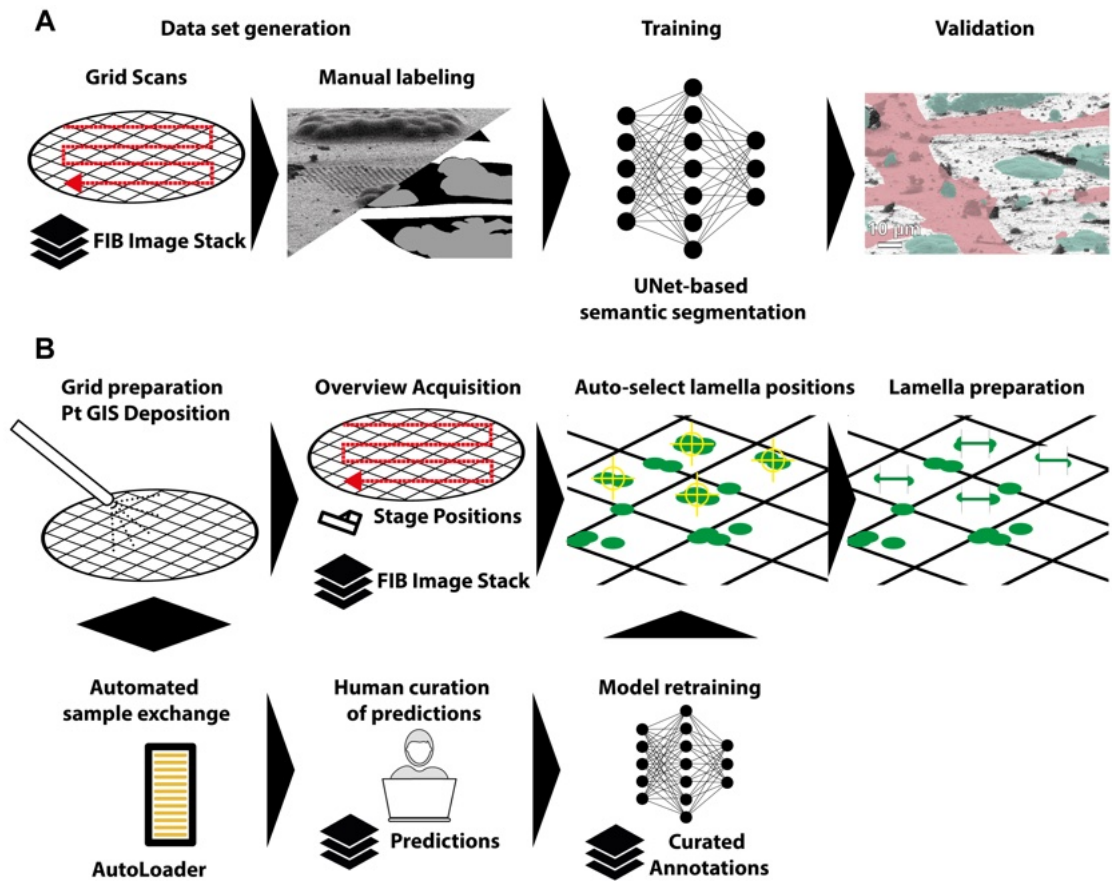 A
Data set generation
Training
Validation
Grid Scans
Manual labeling
FIB Image Stack
10 µm
UNet-based
semantic segmentation
B
Grid preparation
Pt GIS Deposition
Overview Acquisition
Auto-select lamella positions
Lamella preparation
Stage Positions
FIB Image Stack
Automated
sample exchange
Human curation
of predictions
Model retraining
AutoLoader
Predictions
Curated
Annotations